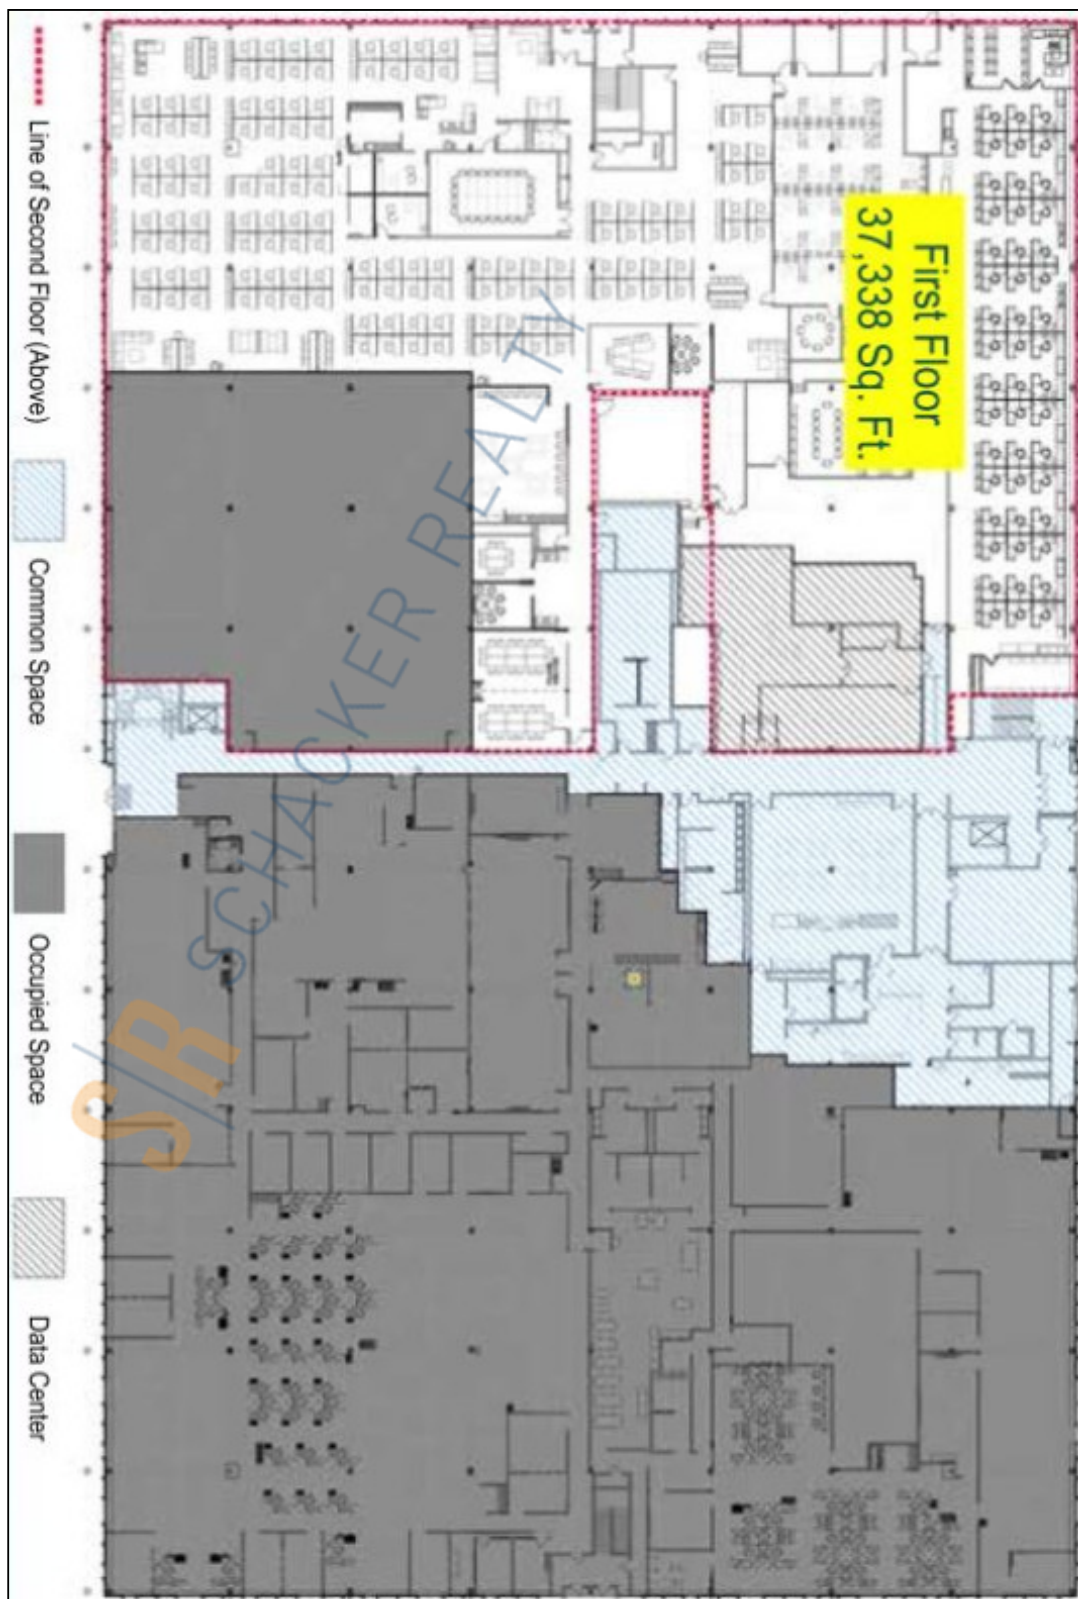 First Floor
37,338 Sq. Ft.
SR SCHACKER REALTY
Line of Second Floor (Above)
Common Space
Occupied Space
Data Center